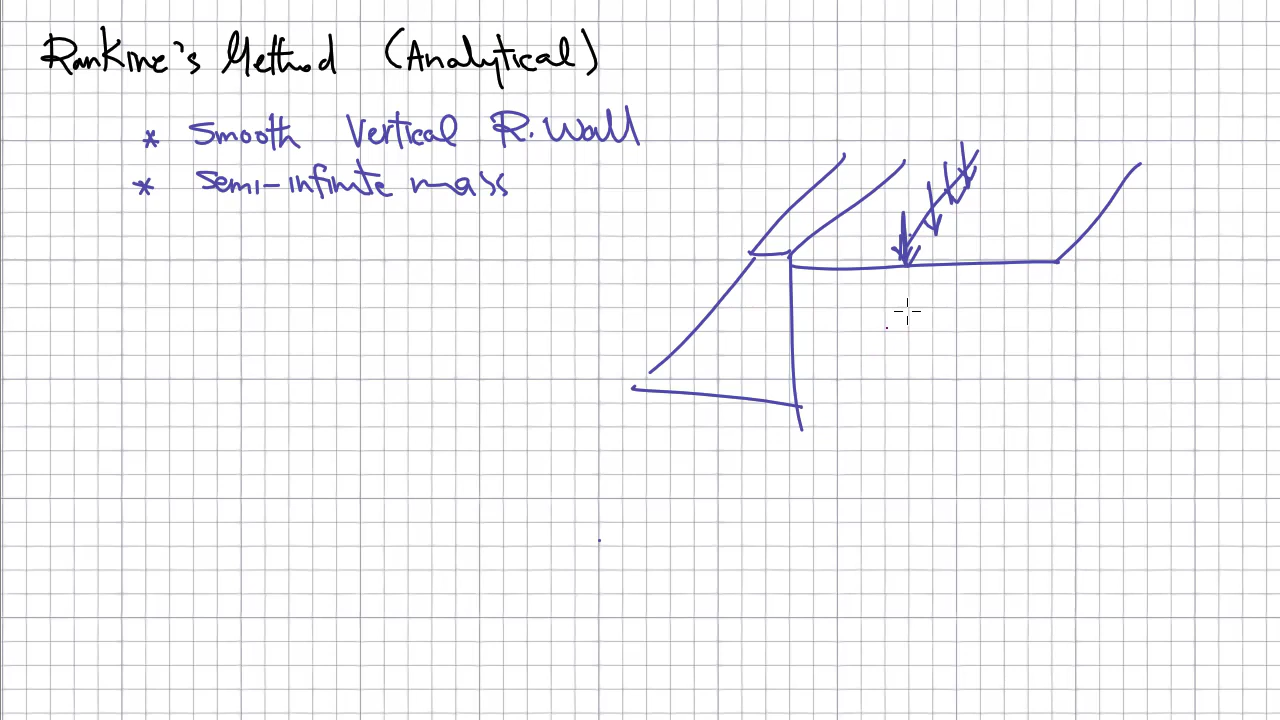 Rankine's Method (Analytical)
* Smooth Vertical R. Wall
* Semi-infinite mass